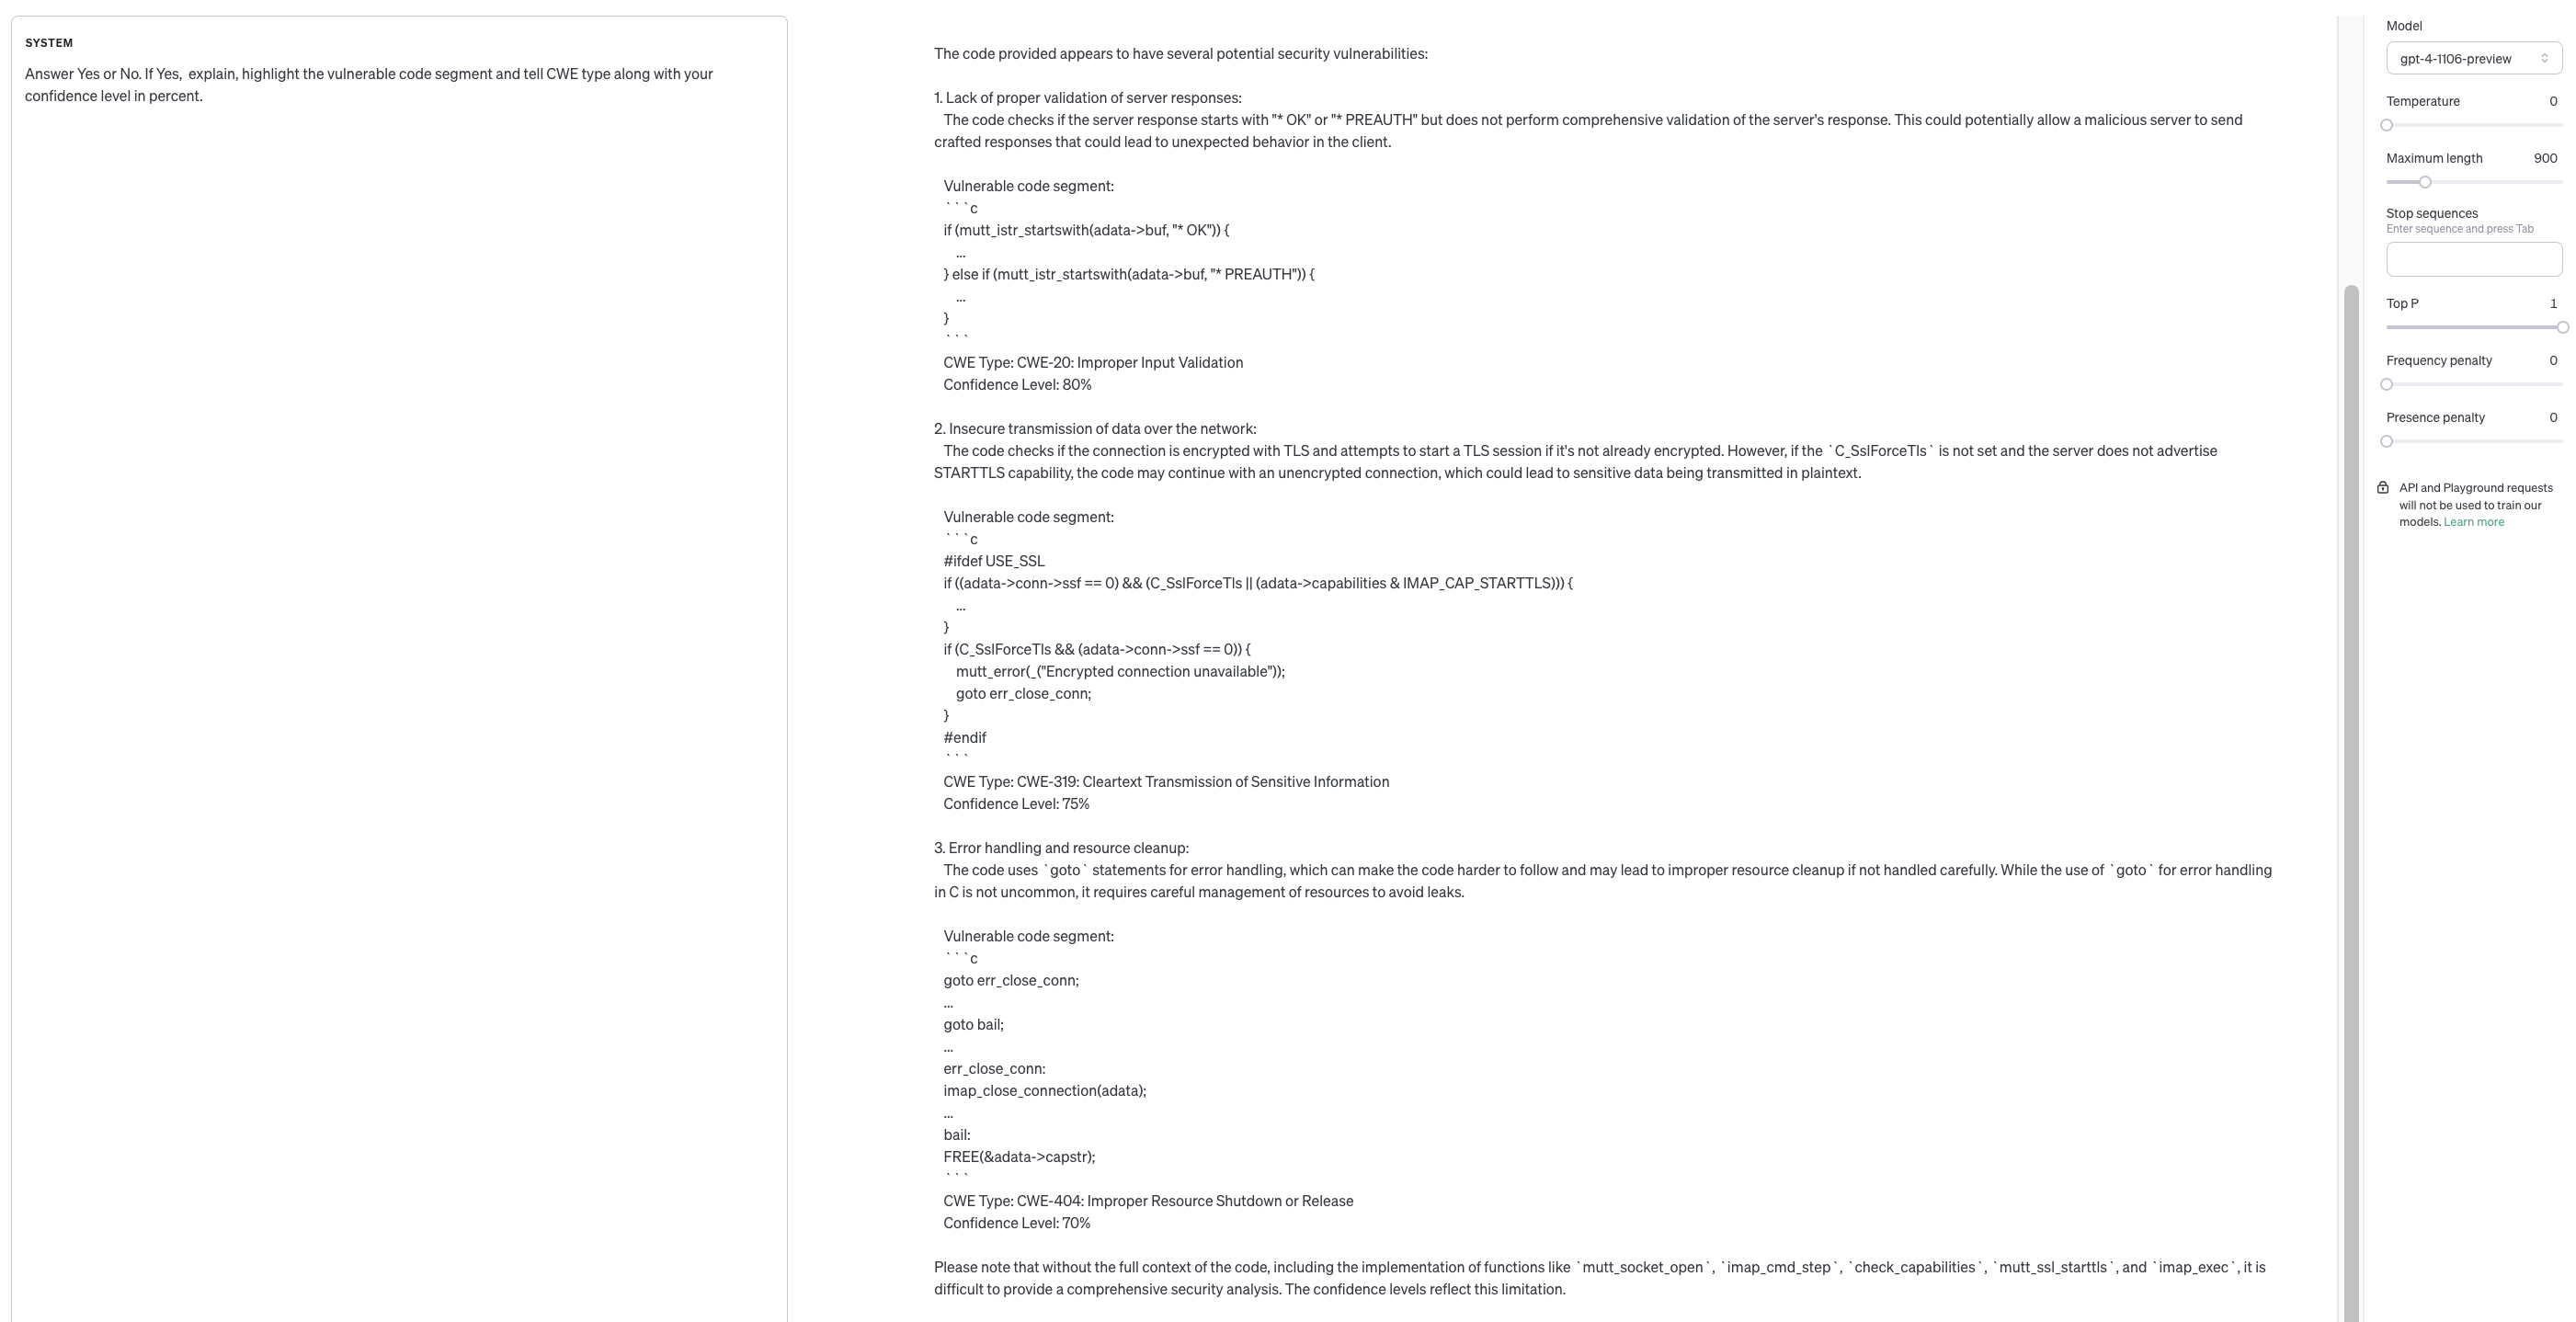 SYSTEM
Answer Yes or No. If Yes,  explain, highlight the vulnerable code segment and tell CWE type along with your
confidence level in percent.
The code provided appears to have several potential security vulnerabilities:
1. Lack of proper validation of server responses:
The code checks if the server response starts with "* OK" or "* PREAUTH" but does not perform comprehensive validation of the server's response. This could potentially allow a malicious server to send
crafted responses that could lead to unexpected behavior in the client.
Vulnerable code segment:
```c
if (mutt_istr_startswith(adata->buf, "* OK")) {
...
} else if (mutt_istr_startswith(adata->buf, "* PREAUTH")) {
...
}
```
CWE Type: CWE-20: Improper Input Validation
Confidence Level: 80%
2. Insecure transmission of data over the network:
The code checks if the connection is encrypted with TLS and attempts to start a TLS session if it's not already encrypted. However, if the `C_SslForceTls` is not set and the server does not advertise
STARTTLS capability, the code may continue with an unencrypted connection, which could lead to sensitive data being transmitted in plaintext.
Vulnerable code segment:
```c
#ifdef USE_SSL
if ((adata->conn->ssf == 0) && (C_SslForceTls || (adata->capabilities & IMAP_CAP_STARTTLS))) {
...
}
if (C_SslForceTls && (adata->conn->ssf == 0)) {
mutt_error(_("Encrypted connection unavailable"));
goto err_close_conn;
}
#endif
```
CWE Type: CWE-319: Cleartext Transmission of Sensitive Information
Confidence Level: 75%
3. Error handling and resource cleanup:
The code uses `goto` statements for error handling, which can make the code harder to follow and may lead to improper resource cleanup if not handled carefully. While the use of `goto` for error handling
in C is not uncommon, it requires careful management of resources to avoid leaks.
Vulnerable code segment:
```c
goto err_close_conn;
...
goto bail;
...
err_close_conn:
imap_close_connection(adata);
...
bail:
FREE(&adata->capstr);
```
CWE Type: CWE-404: Improper Resource Shutdown or Release
Confidence Level: 70%
Please note that without the full context of the code, including the implementation of functions like `mutt_socket_open`, `imap_cmd_step`, `check_capabilities`, `mutt_ssl_starttls`, and `imap_exec`, it is
difficult to provide a comprehensive security analysis. The confidence levels reflect this limitation.
Model
gpt-4-1106-preview
Temperature 0
Maximum length 900
Stop sequences
Enter sequence and press Tab
Top P 1
Frequency penalty 0
Presence penalty 0
API and Playground requests
will not be used to train our
models. Learn more